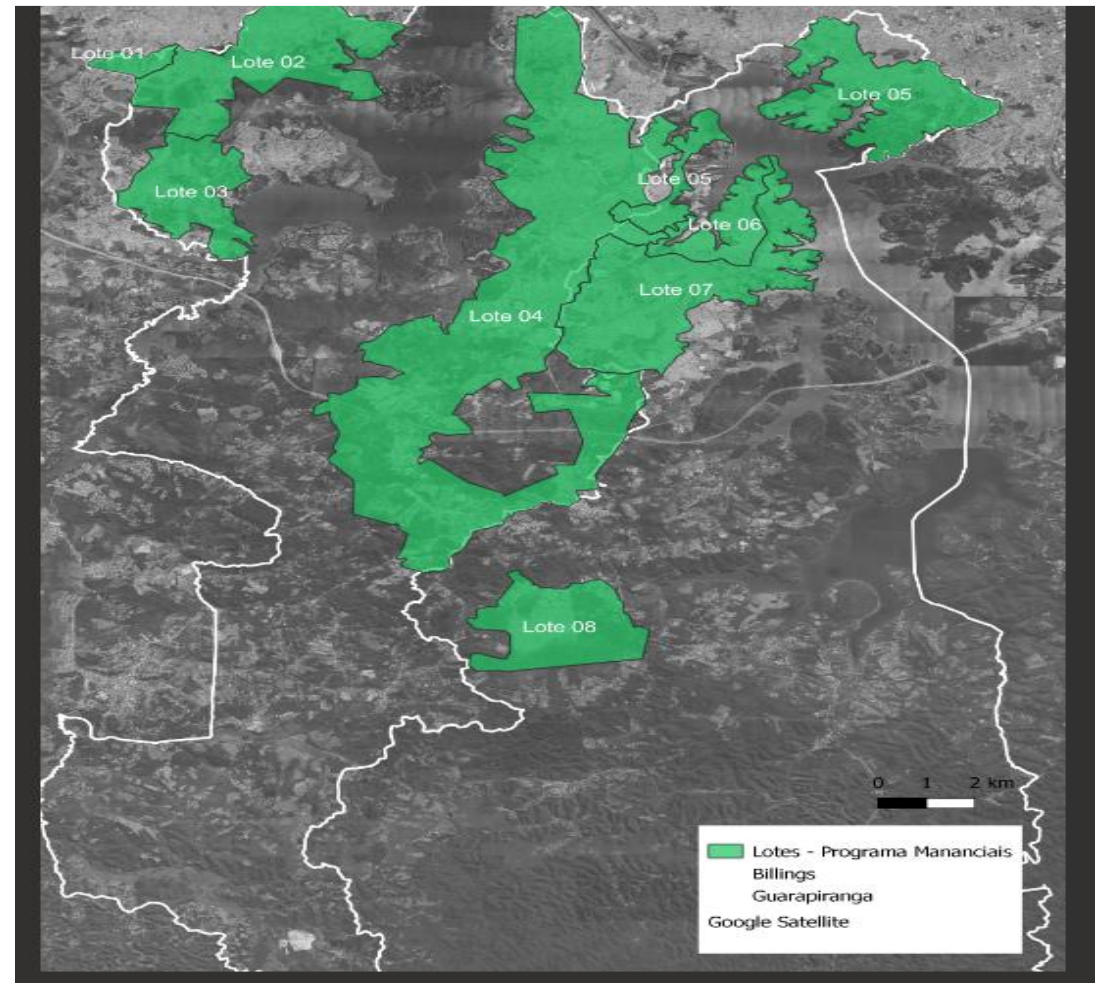 Lote 01
Lote 02
Lote 05
Lote 03
Lote 05
Lote 06
Lote 07
Lote 04
Lote 08
0 1 2 km
Lotes - Programa Mananciais
Billings
Guarapiranga
Google Satellite